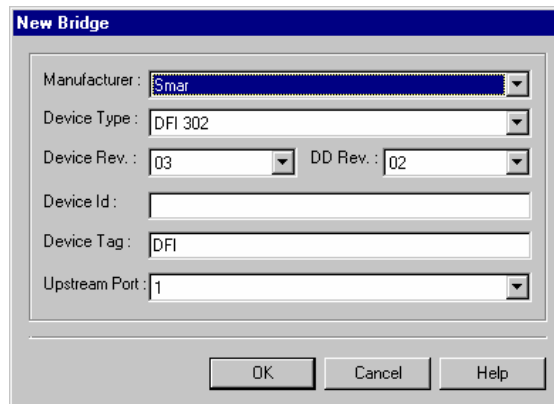 New Bridge
Manufacturer : Smar
Device Type : DFI 302
Device Rev. : 03 DD Rev. : 02
Device Id :
Device Tag : DFI
Upstream Port : 1
OK Cancel Help